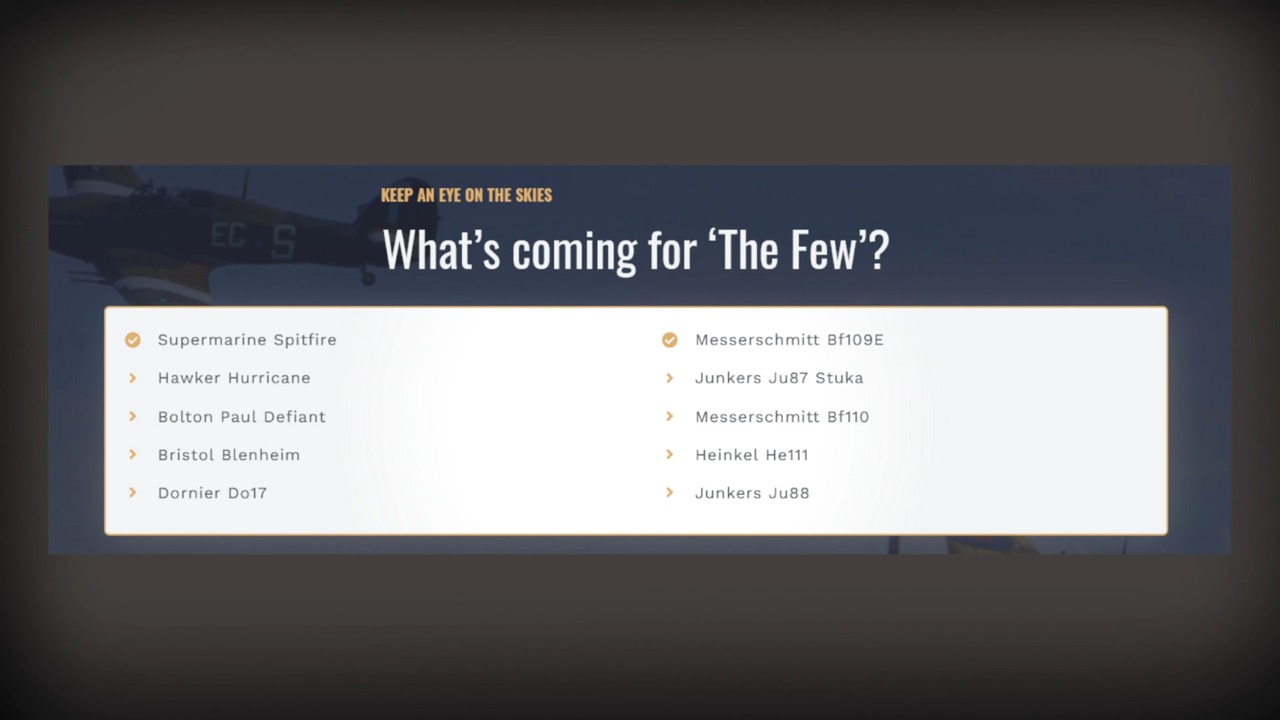 KEEP AN EYE ON THE SKIES
What's coming for ‘The Few’?
Supermarine Spitfire
Hawker Hurricane
Bolton Paul Defiant
Bristol Blenheim
Dornier Do17
Messerschmitt Bf109E
Junkers Ju87 Stuka
Messerschmitt Bf110
Heinkel He111
Junkers Ju88
EC S